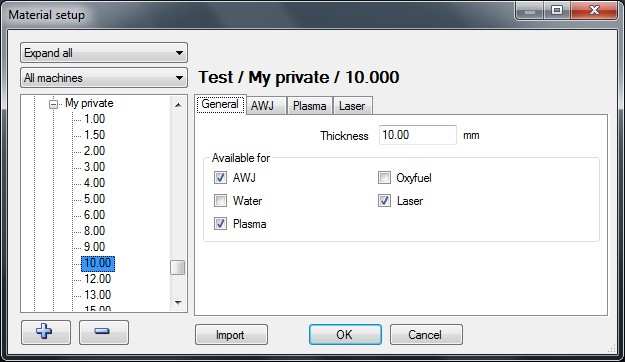 Material setup
Expand all
All machines
Test / My private / 10.000
My private
1.00
1.50
2.00
3.00
4.00
5.00
6.00
8.00
9.00
10.00
12.00
13.00
15.00
General AWJ Plasma Laser
Thickness 10.00 mm
Available for
AWJ Oxyfuel
Water Laser
Plasma
Import OK Cancel